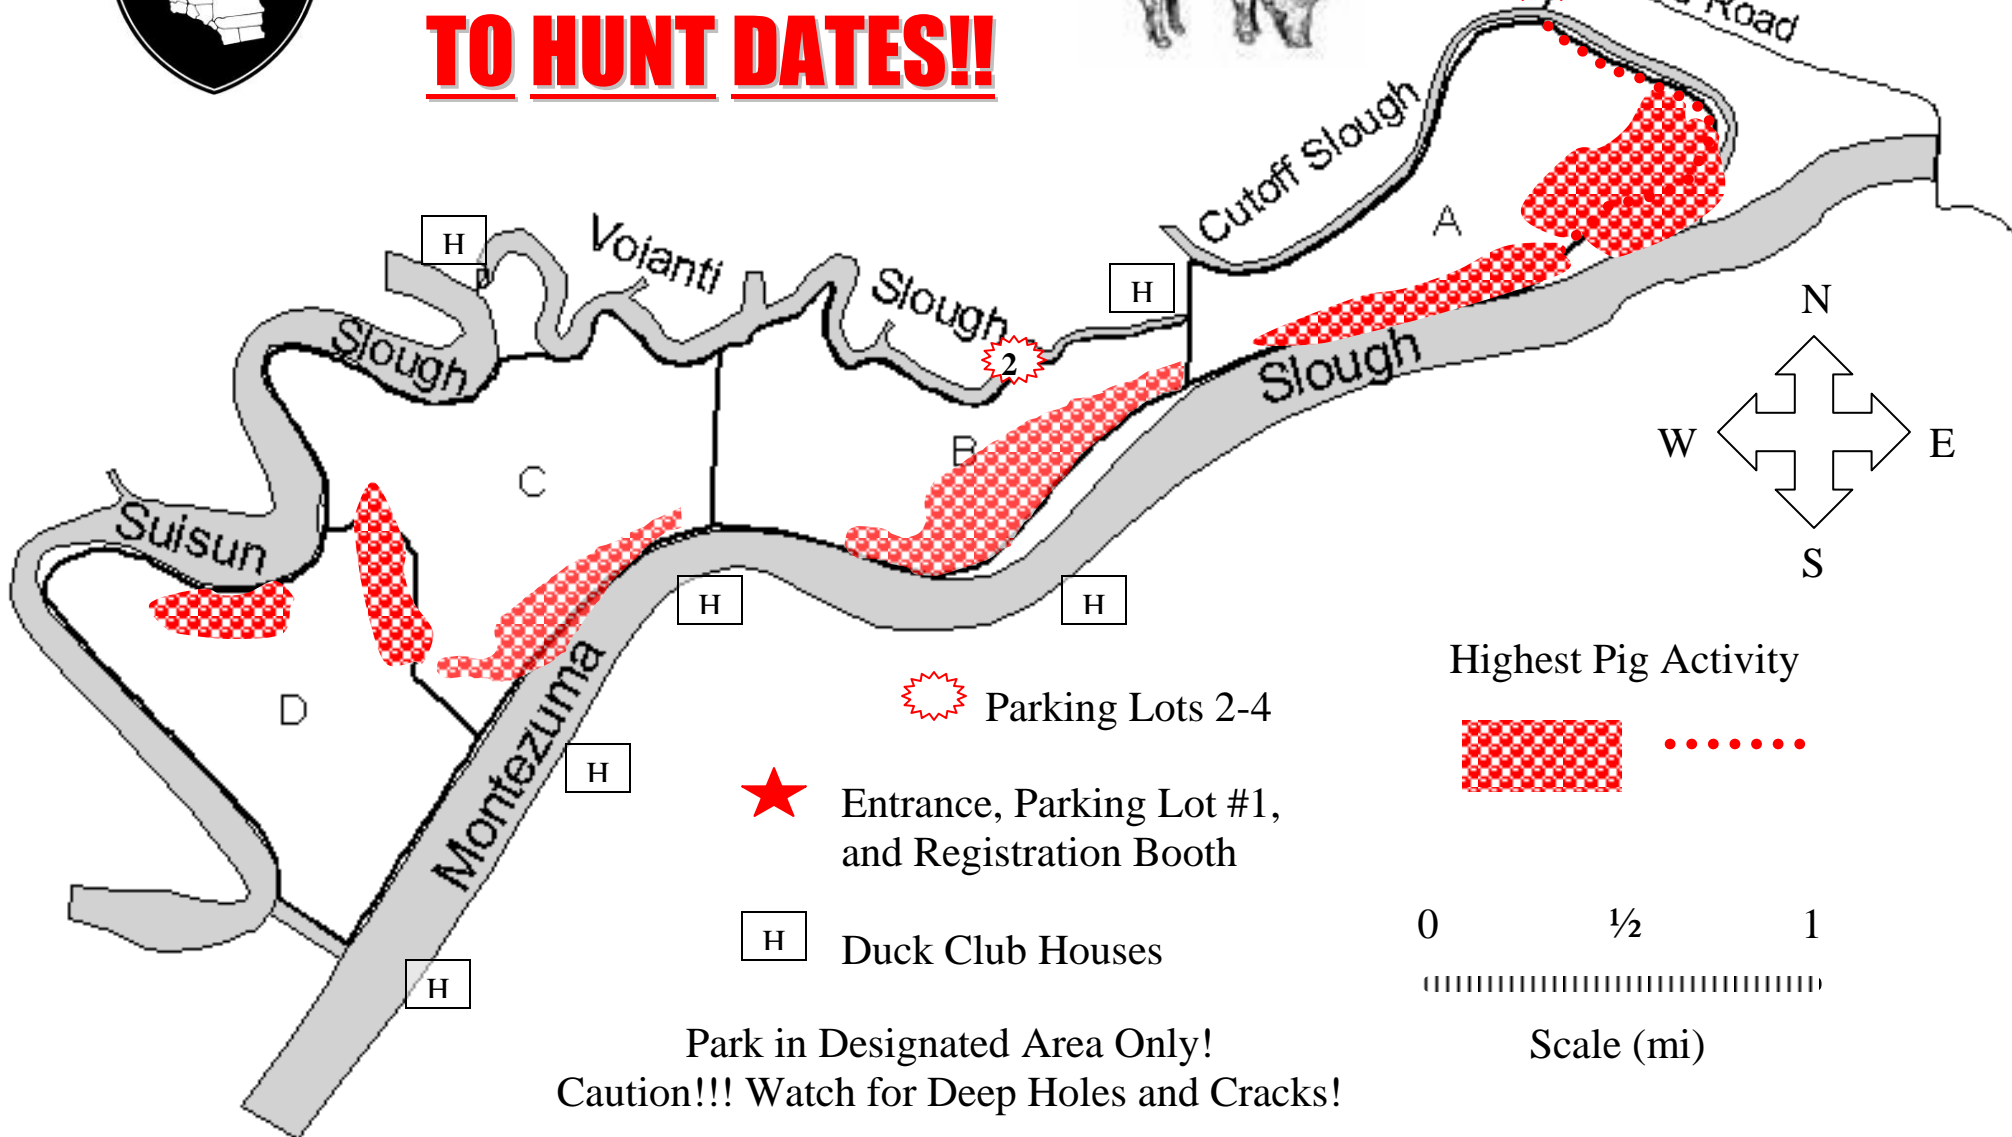 TO HUNT DATES!!
Road
Cutoff Slough
A
H
Voianti
Slough
H
2
N
W
E
S
Slough
Slough
B
C
Suisun
H
H
D
Montezuma
H
H
Parking Lots 2-4
Entrance, Parking Lot #1,
and Registration Booth
H
Duck Club Houses
Highest Pig Activity
0 ½ 1
Scale (mi)
Park in Designated Area Only!
Caution!!! Watch for Deep Holes and Cracks!